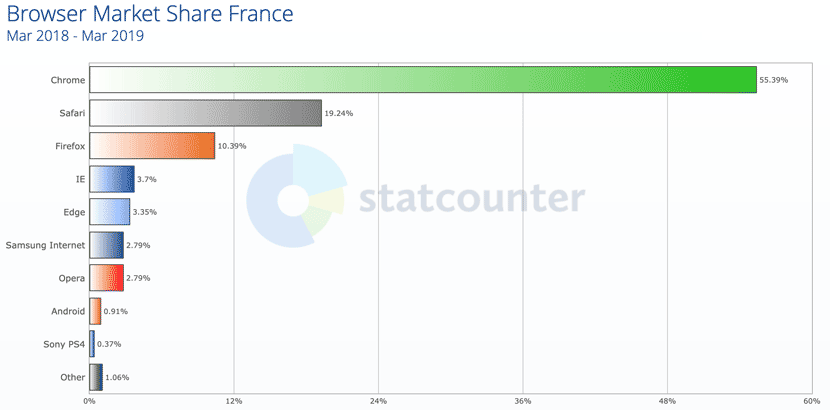 Browser Market Share France
Mar 2018 - Mar 2019
Chrome 55.39%
Safari 19.24%
Firefox 10.39%
IE 3.7%
Edge 3.35%
statcounter
Samsung Internet 2.79%
Opera 2.79%
Android 0.91%
Sony PS4 0.37%
Other 1.06%
0% 12% 24% 36% 48% 60%